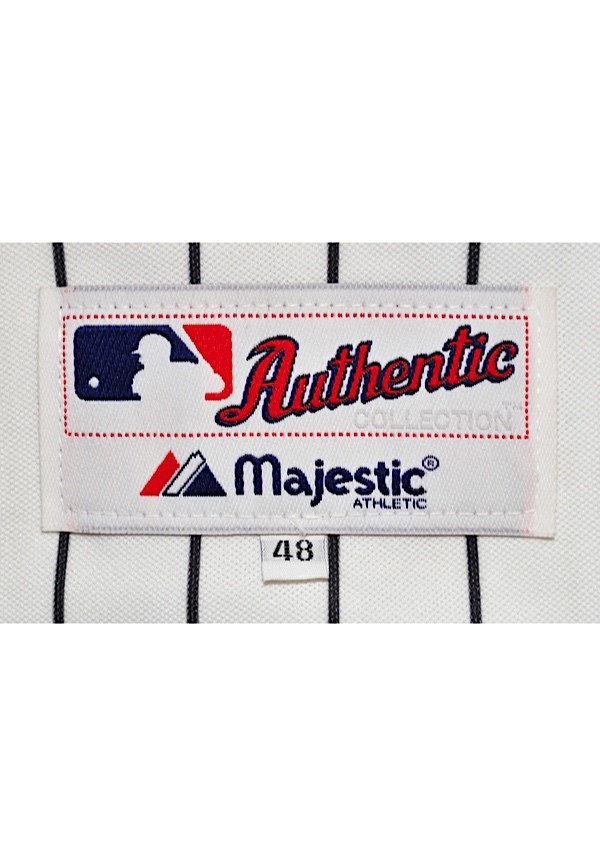 Authentic
COLLECTION™
Majestic®
ATHLETIC
48